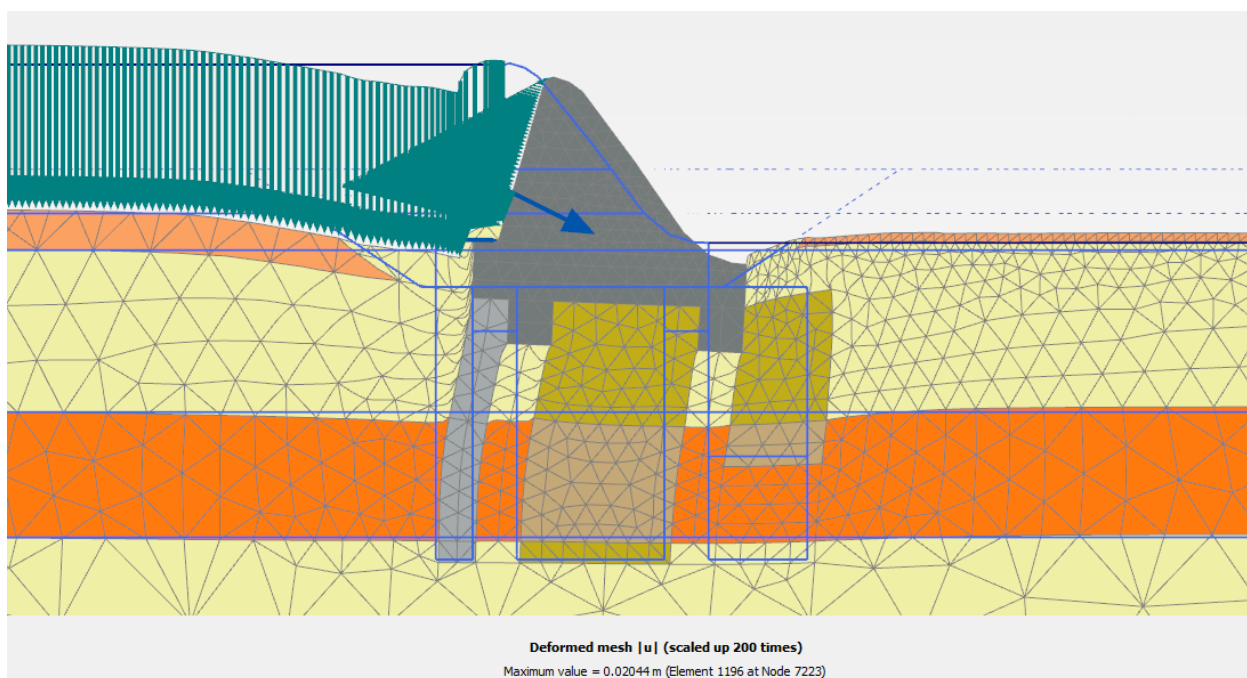 Deformed mesh |u| (scaled up 200 times)
Maximum value = 0.02044 m (Element 1196 at Node 7223)